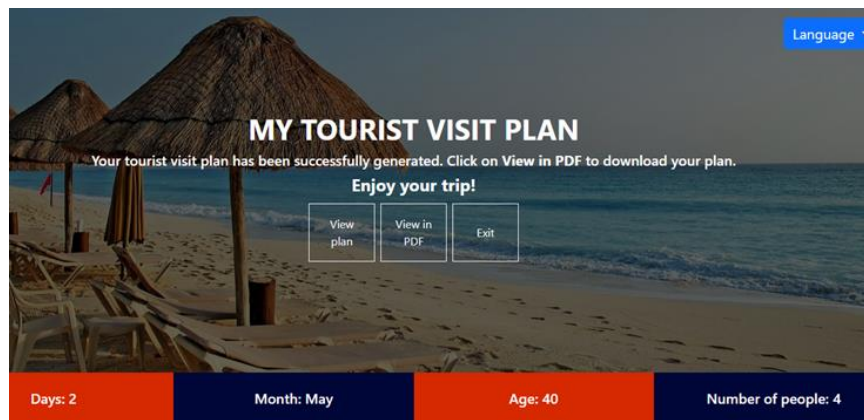 Language
MY TOURIST VISIT PLAN
Your tourist visit plan has been successfully generated. Click on View in PDF to download your plan.
Enjoy your trip!
View
plan
View in
PDF
Exit
Days: 2
Month: May
Age: 40
Number of people: 4